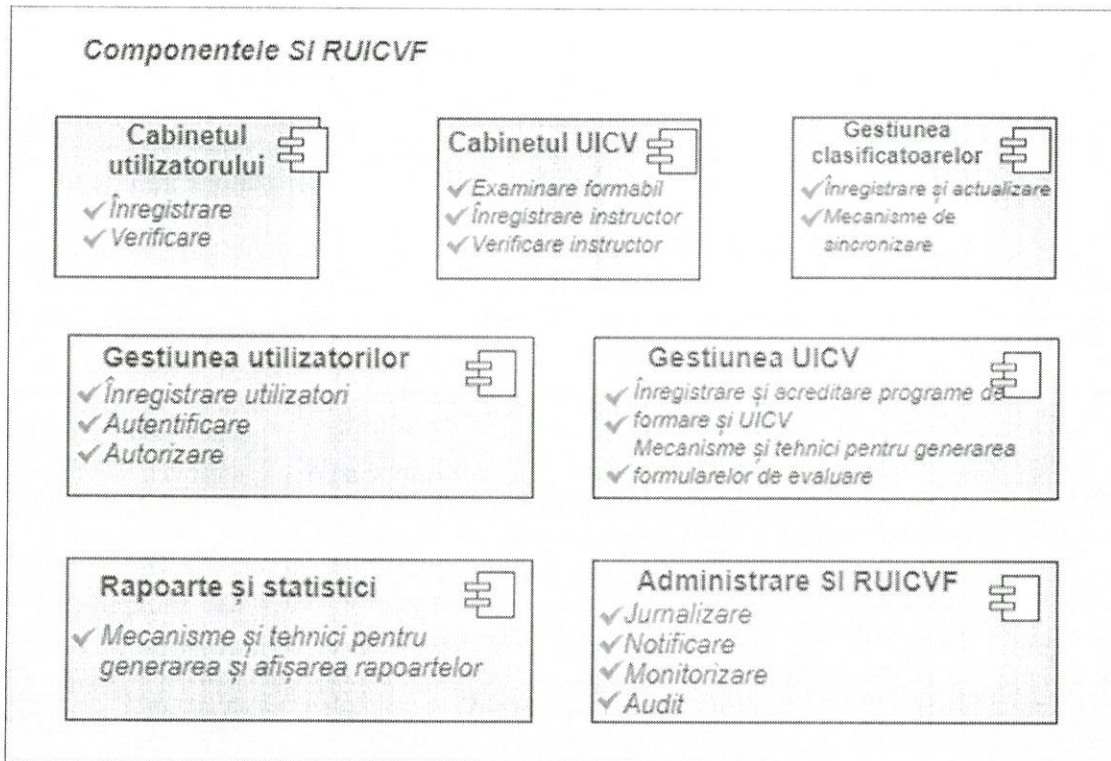 Componentele SI RUICVF
Cabinetul
utilizatorului
✓ Înregistrare
✓ Verificare
Cabinetul UICV
✓ Examinare formabil
✓ Înregistrare instructor
✓ Verificare instructor
Gestiunea
clasificatoarelor
✓ Înregistrare și actualizare
✓ Mecanisme de
sincronizare
Gestiunea utilizatorilor
✓ Înregistrare utilizatori
✓ Autentificare
✓ Autorizare
Gestiunea UICV
✓ Înregistrare și acreditare programe de
✓ formare și UICV
Mecanisme și tehnici pentru generarea
✓ formularelor de evaluare
Rapoarte și statistici
✓ Mecanisme și tehnici pentru
generarea și afișarea rapoartelor
Administrare SI RUICVF
✓ Jurnalizare
✓ Notificare
✓ Monitorizare
✓ Audit